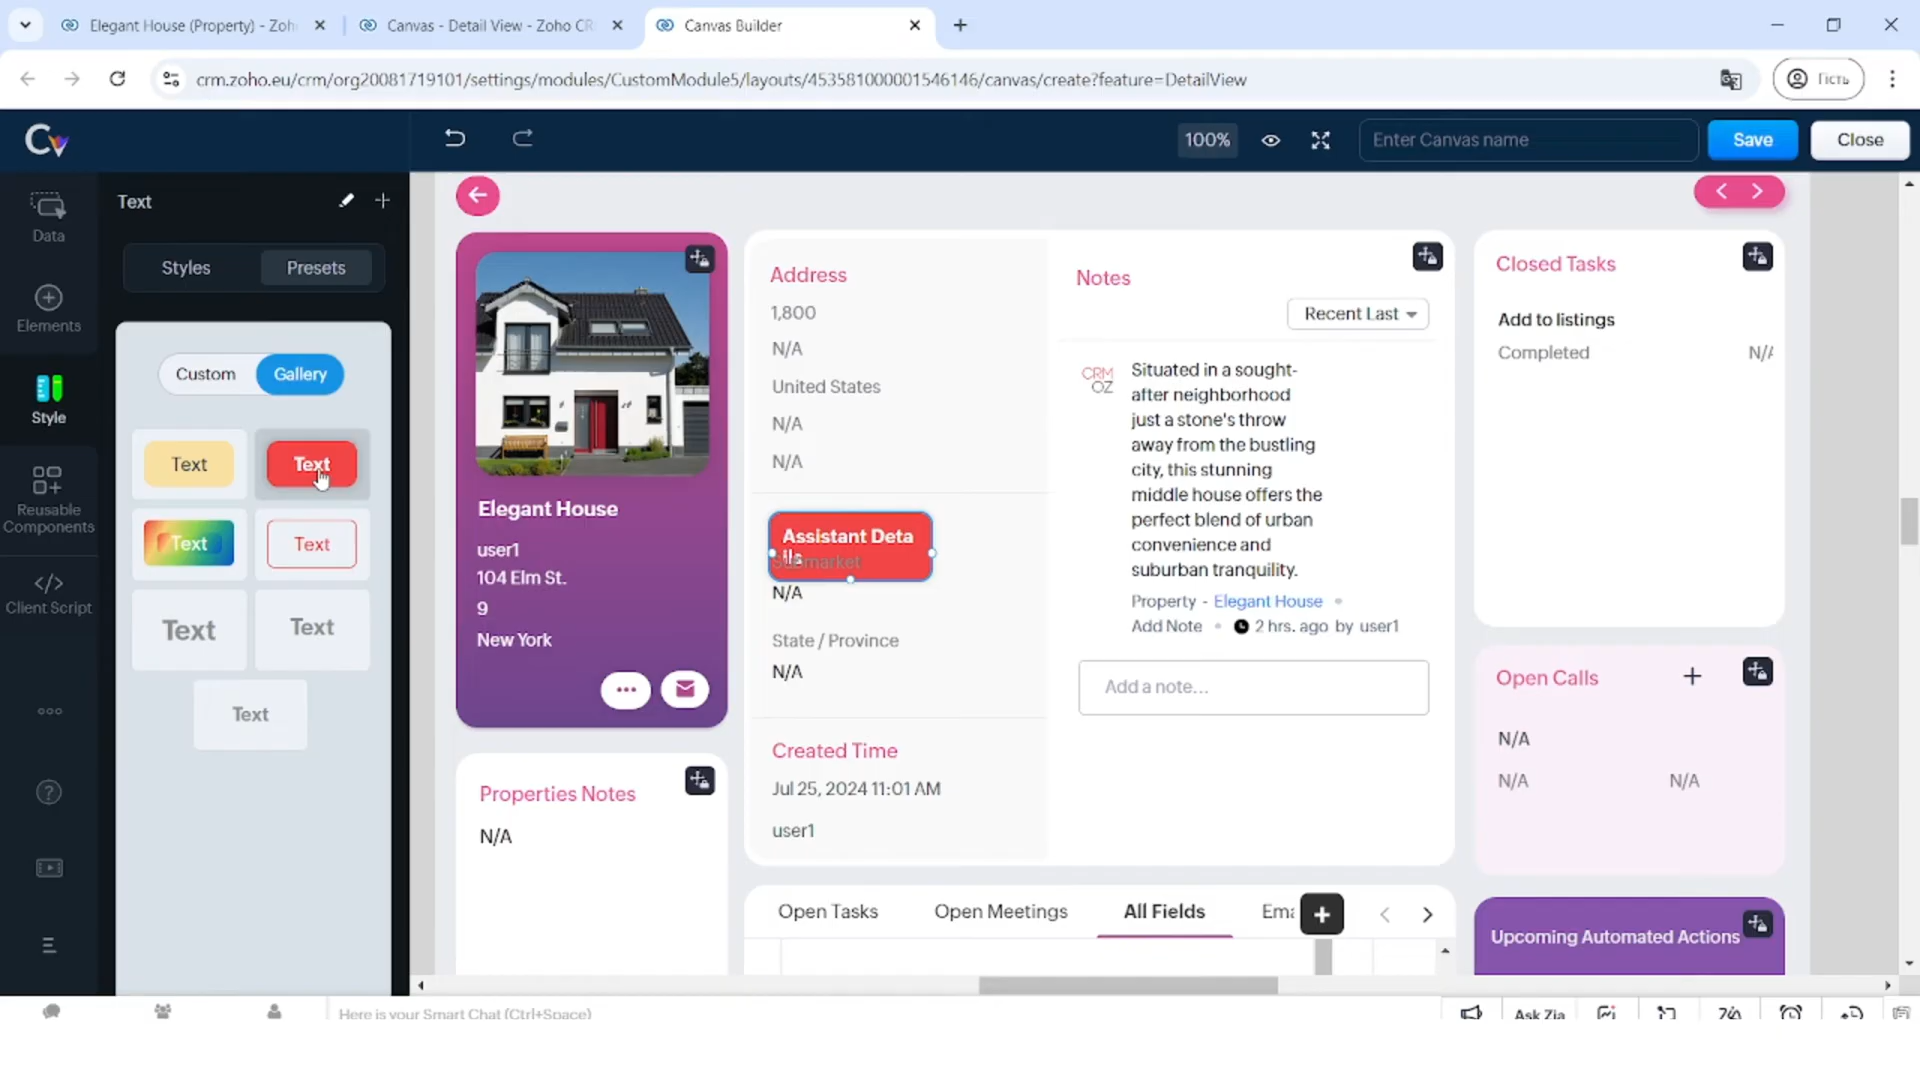 Elegant House (Property) - Zoh
Canvas - Detail View - Zoho CR
Canvas Builder
crm.zoho.eu/crm/org20081719101/settings/modules/CustomModule5/layouts/453581000001546146/canvas/create?feature=DetailView
Гість
Cv
100%
Enter Canvas name
Save
Close
Data
Elements
Style
Reusable
Components
Client Script
Text
Styles
Presets
Custom
Gallery
Text
Text
Text
Text
Text
Text
Text
Elegant House
user1
104 Elm St.
9
New York
Properties Notes
N/A
Address
1,800
N/A
United States
N/A
N/A
Assistant Deta
ils
Submarket
N/A
State / Province
N/A
Created Time
Jul 25, 2024 11:01 AM
user1
Notes
Recent Last
CRM
OZ
Situated in a sought-
after neighborhood
just a stone's throw
away from the bustling
city, this stunning
middle house offers the
perfect blend of urban
convenience and
suburban tranquility.
Property - Elegant House
Add Note 2 hrs. ago by user1
Add a note...
Open Tasks
Open Meetings
All Fields
Ema
Closed Tasks
Add to listings
Completed
N/A
Open Calls
N/A
N/A
N/A
Upcoming Automated Actions
Here is your Smart Chat (Ctrl+Space)
Ask Zia